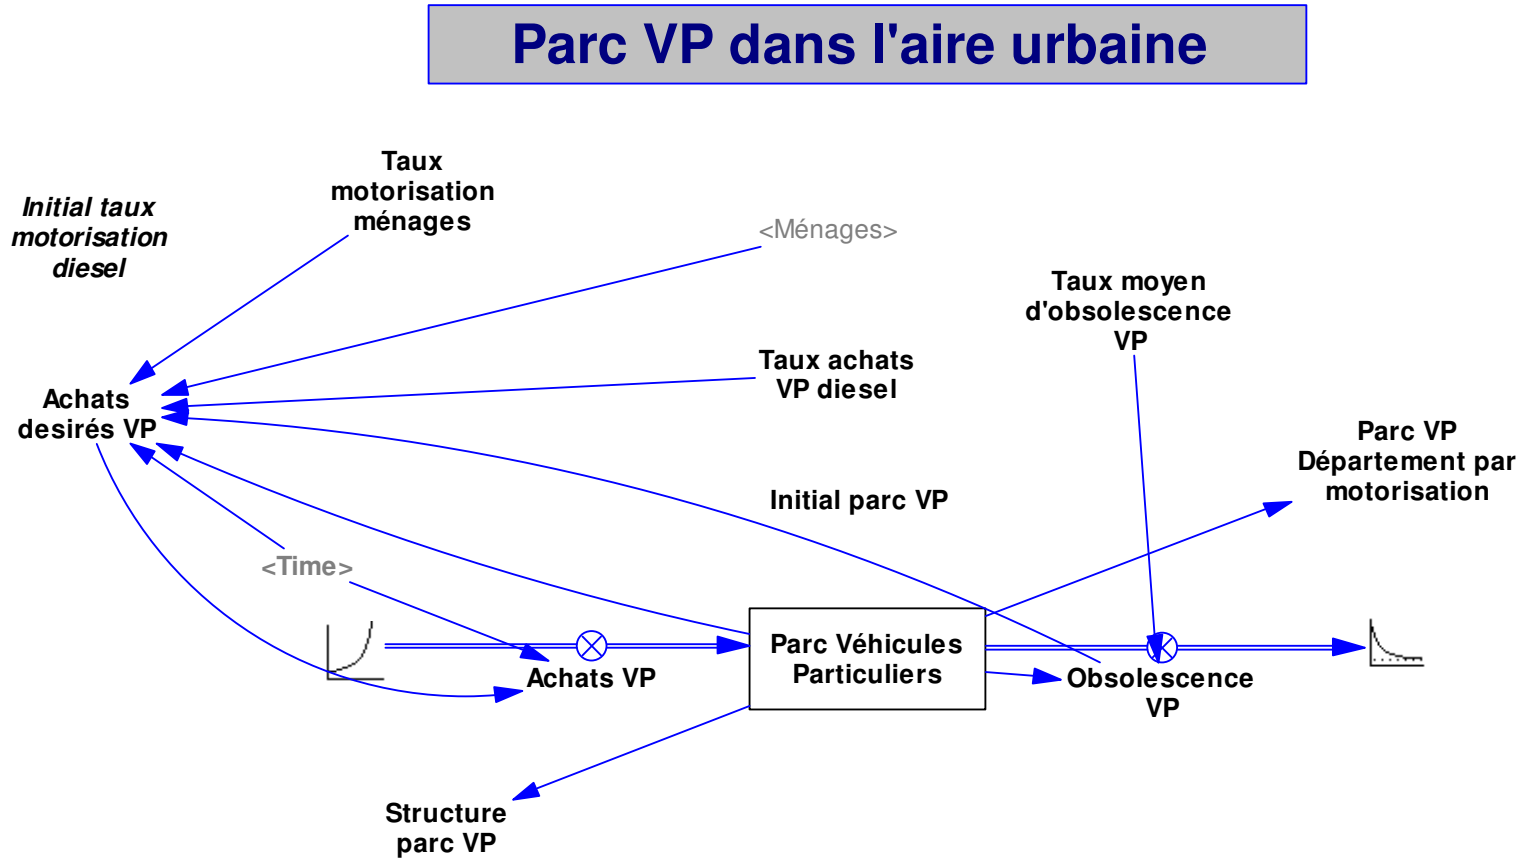 Parc VP dans l'aire urbaine
Taux
motorisation
ménages
Initial taux
motorisation
diesel
<Ménages>
Taux moyen
d'obsolescence
VP
Taux achats
VP diesel
Achats
desirés VP
Parc VP
Département par
motorisation
Initial parc VP
<Time>
Parc Véhicules
Particuliers
Achats VP
Obsolescence
VP
Structure
parc VP